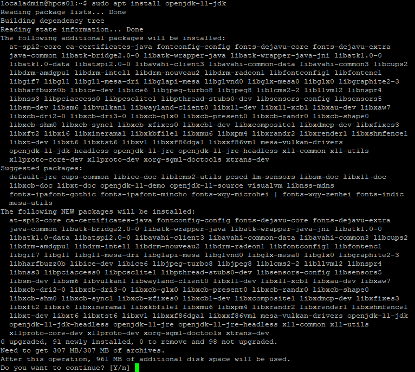 localadmin@hpcs01:~$ sudo apt install openjdk-11-jdk
Reading package lists... Done
Building dependency tree
Reading state information... Done
The following additional packages will be installed:
at-spi2-core ca-certificates-java fontconfig-config fonts-dejavu-core fonts-dejavu-extra
java-common libatk-bridge2.0-0 libatk-wrapper-java libatk-wrapper-java-jni libatk1.0-0
libatk1.0-data libatspi2.0-0 libavahi-client3 libavahi-common-data libavahi-common3 libcups2
libdrm-amdgpu1 libdrm-intel1 libdrm-nouveau2 libdrm-radeon1 libfontconfig1 libfontenc1
libgif7 libgl1 libgl1-mesa-dri libglapi-mesa libglvnd0 libglx-mesa0 libglx0 libgraphite2-3
libharfbuzz0b libice-dev libice6 libjpeg-turbo8 libjpeg8 liblcms2-2 libllvm12 libnspr4
libnss3 libpciaccess0 libpcsclite1 libpthread-stubs0-dev libsensors-config libsensors5
libsm-dev libsm6 libvulkan1 libwayland-client0 libx11-dev libx11-xcb1 libxau-dev libxaw7
libxcb-dri2-0 libxcb-dri3-0 libxcb-glx0 libxcb-present0 libxcb-randr0 libxcb-shape0
libxcb-shm0 libxcb-sync1 libxcb-xfixes0 libxcb1-dev libxcomposite1 libxdmcp-dev libxfixes3
libxft2 libxi6 libxinerama1 libxkbfile1 libxmu6 libxpm4 libxrandr2 libxrender1 libxshmfence1
libxt-dev libxt6 libxtst6 libxv1 libxxf86dga1 libxxf86vm1 mesa-vulkan-drivers
openjdk-11-jdk-headless openjdk-11-jre openjdk-11-jre-headless x11-common x11-utils
x11proto-core-dev x11proto-dev xorg-sgml-doctools xtrans-dev
Suggested packages:
default-jre cups-common libice-doc liblcms2-utils pcscd lm-sensors libsm-doc libx11-doc
libxcb-doc libxt-doc openjdk-11-demo openjdk-11-source visualvm libnss-mdns
fonts-ipafont-gothic fonts-ipafont-mincho fonts-wqy-microhei | fonts-wqy-zenhei fonts-indic
mesa-utils
The following NEW packages will be installed:
at-spi2-core ca-certificates-java fontconfig-config fonts-dejavu-core fonts-dejavu-extra
java-common libatk-bridge2.0-0 libatk-wrapper-java libatk-wrapper-java-jni libatk1.0-0
libatk1.0-data libatspi2.0-0 libavahi-client3 libavahi-common-data libavahi-common3 libcups2
libdrm-amdgpu1 libdrm-intel1 libdrm-nouveau2 libdrm-radeon1 libfontconfig1 libfontenc1
libgif7 libgl1 libgl1-mesa-dri libglapi-mesa libglvnd0 libglx-mesa0 libglx0 libgraphite2-3
libharfbuzz0b libice-dev libice6 libjpeg-turbo8 libjpeg8 liblcms2-2 libllvm12 libnspr4
libnss3 libpciaccess0 libpcsclite1 libpthread-stubs0-dev libsensors-config libsensors5
libsm-dev libsm6 libvulkan1 libwayland-client0 libx11-dev libx11-xcb1 libxau-dev libxaw7
libxcb-dri2-0 libxcb-dri3-0 libxcb-glx0 libxcb-present0 libxcb-randr0 libxcb-shape0
libxcb-shm0 libxcb-sync1 libxcb-xfixes0 libxcb1-dev libxcomposite1 libxdmcp-dev libxfixes3
libxft2 libxi6 libxinerama1 libxkbfile1 libxmu6 libxpm4 libxrandr2 libxrender1 libxshmfence1
libxt-dev libxt6 libxtst6 libxv1 libxxf86dga1 libxxf86vm1 mesa-vulkan-drivers openjdk-11-jdk
openjdk-11-jdk-headless openjdk-11-jre openjdk-11-jre-headless x11-common x11-utils
x11proto-core-dev x11proto-dev xorg-sgml-doctools xtrans-dev
0 upgraded, 91 newly installed, 0 to remove and 98 not upgraded.
Need to get 307 MB/307 MB of archives.
After this operation, 961 MB of additional disk space will be used.
Do you want to continue? [Y/n]